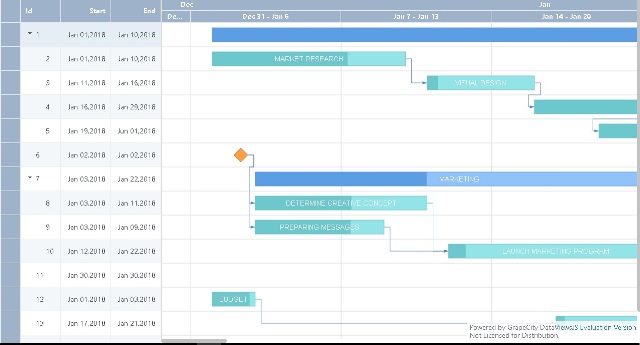 Dec Jan
Id Start End De... Dec 31 - Jan 6 Jan 7 - Jan 13 Jan 14 - Jan 20
1 Jan 01,2018 Jan 10,2018
2 Jan 01,2018 Jan 10,2018 MARKET RESEARCH
3 Jan 11,2018 Jan 16,2018 VISUAL DESIGN
4 Jan 16,2018 Jan 29,2018
5 Jan 19,2018 Jun 01,2018
6 Jan 02,2018 Jan 02,2018
7 Jan 03,2018 Jan 22,2018 MARKETING
8 Jan 03,2018 Jan 11,2018 DETERMINE CREATIVE CONCEPT
9 Jan 03,2018 Jan 09,2018 PREPARING MESSAGES
10 Jan 12,2018 Jan 22,2018 LAUNCH MARKETING PROGRAM
11 Jan 30,2018 Jan 30,2018
12 Jan 01,2018 Jan 03,2018 BUDGET
13 Jan 17,2018 Jan 21,2018
Powered by GrapeCity DataViewsJS Evaluation Version.
Not Licensed for Distribution.